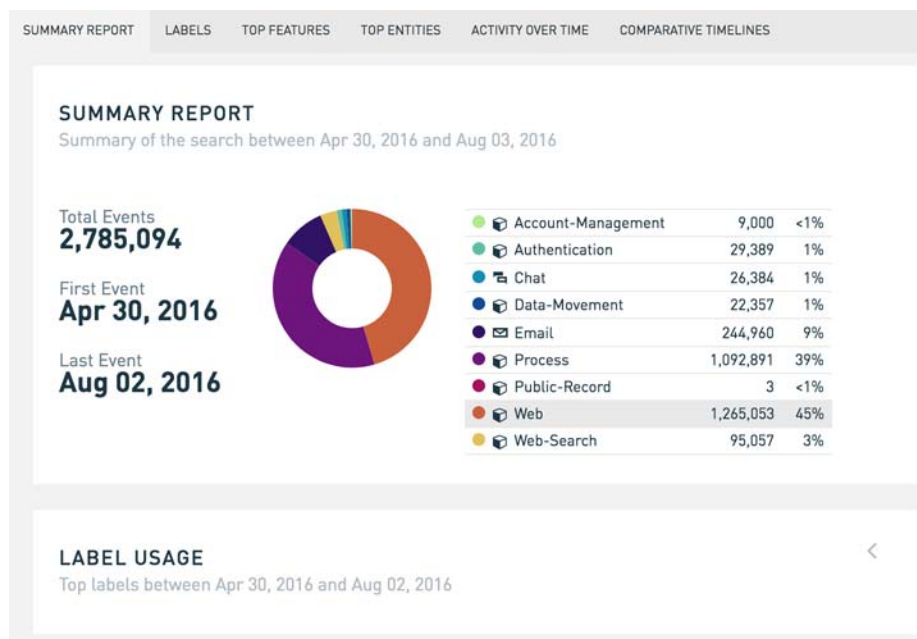 SUMMARY REPORT LABELS TOP FEATURES TOP ENTITIES ACTIVITY OVER TIME COMPARATIVE TIMELINES
SUMMARY REPORT
Summary of the search between Apr 30, 2016 and Aug 03, 2016
Total Events
2,785,094
First Event
Apr 30, 2016
Last Event
Aug 02, 2016
Account-Management 9,000 <1%
Authentication 29,389 1%
Chat 26,384 1%
Data-Movement 22,357 1%
Email 244,960 9%
Process 1,092,891 39%
Public-Record 3 <1%
Web 1,265,053 45%
Web-Search 95,057 3%
LABEL USAGE
Top labels between Apr 30, 2016 and Aug 02, 2016